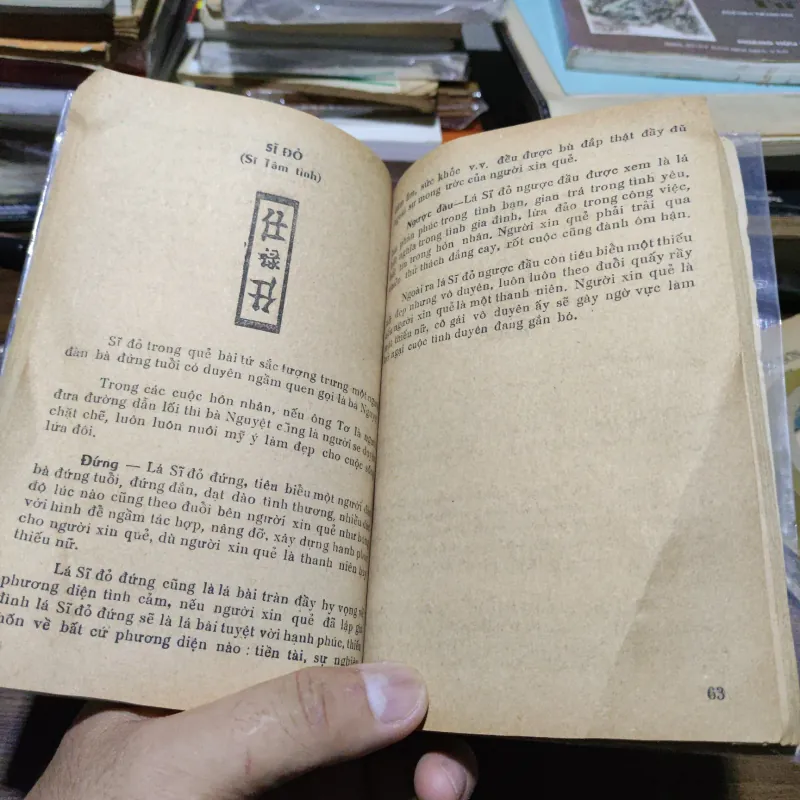 SĨ ĐỎ
(Sĩ Tâm tình)
仕
仕
Sĩ đỏ trong quẻ bài tứ sắc tượng trưng một
đàn bà đứng tuổi có duyên ngầm quen gọi là bà
Trong các cuộc hôn nhân, nếu ông Tơ là
đưa đường dẫn lối thì bà Nguyệt cũng là người se
chặt chẽ, luôn luôn nuôi mỹ ý làm đẹp cho cuộc
lứa đôi.
Đứng — Lá Sĩ đỏ đứng, tiêu biểu một người
bà đứng tuổi, đứng đắn, dạt dào tình thương, nhiều
độ lúc nào cũng theo đuổi bên người xin quẻ như
với hình để ngầm tác hợp, nâng đỡ, xây dựng hạnh
cho người xin quẻ, dù người xin quẻ là thanh niên
thiếu nữ.
Lá Sĩ đỏ đứng cũng là lá bài tràn đầy hy vọng
phương diện tình cảm, nếu người xin quẻ đã lập
đình lá Sĩ đỏ đứng sẽ là lá bài tuyệt vời hạnh phúc,
về bất cứ phương diện nào : tiền tài, sự
sức khỏe v.v. đều được bù đắp thật đầy đủ
sự mong ước của người xin quẻ.
Ngược đầu—Lá Sĩ đỏ ngược đầu được xem là lá
phản phúc trong tình bạn, gian trá trong tình yêu,
nghĩa trong tình gia đình, lừa đảo trong công việc,
trong hôn nhân. Người xin quẻ phải trải qua
thử thách đắng cay, rốt cuộc cũng đành ôm hận.
Ngoài ra lá Sĩ đỏ ngược đầu còn tiêu biểu một thiếu
đẹp nhưng vô duyên, luôn luôn theo đuổi quấy rầy
người xin quẻ là một thanh niên. Người xin quẻ là
thiếu nữ, cô gái vô duyên ấy sẽ gây ngờ vực làm
ngại cuộc tình duyên đang gắn bó.
63